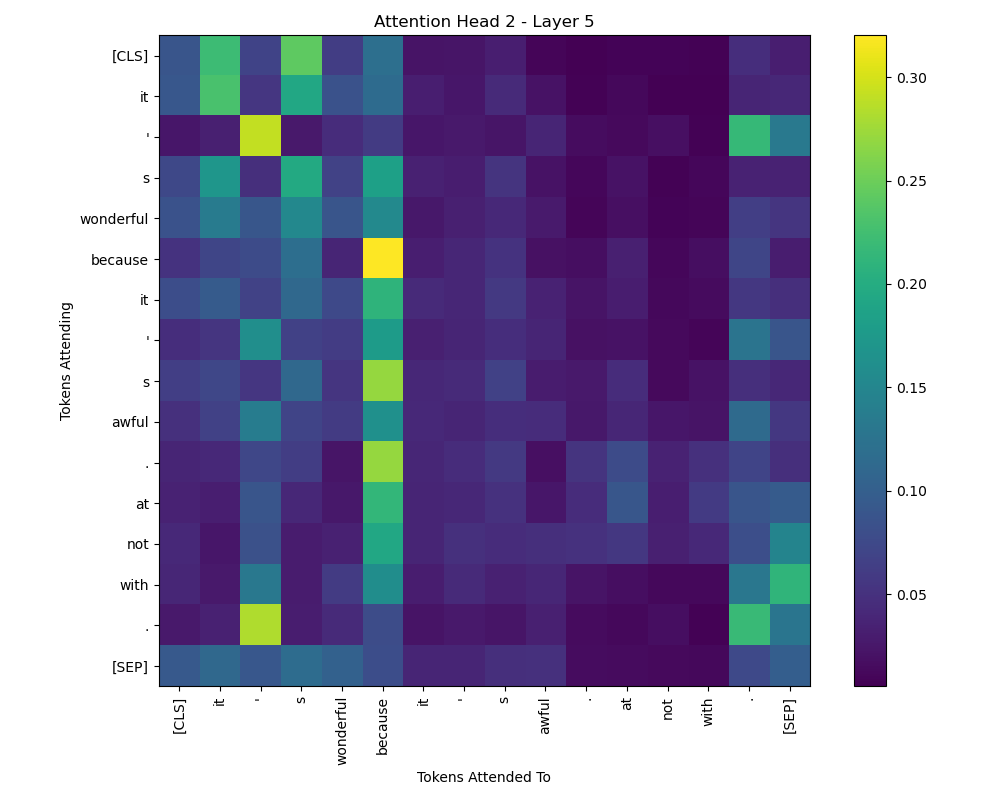 Attention Head 2 - Layer 5
[CLS]
it
'
s
wonderful
because
it
'
s
awful
.
at
not
with
.
[SEP]
Tokens Attending
[CLS]
it
'
s
wonderful
because
it
'
s
awful
.
at
not
with
.
[SEP]
Tokens Attended To
0.30
0.25
0.20
0.15
0.10
0.05